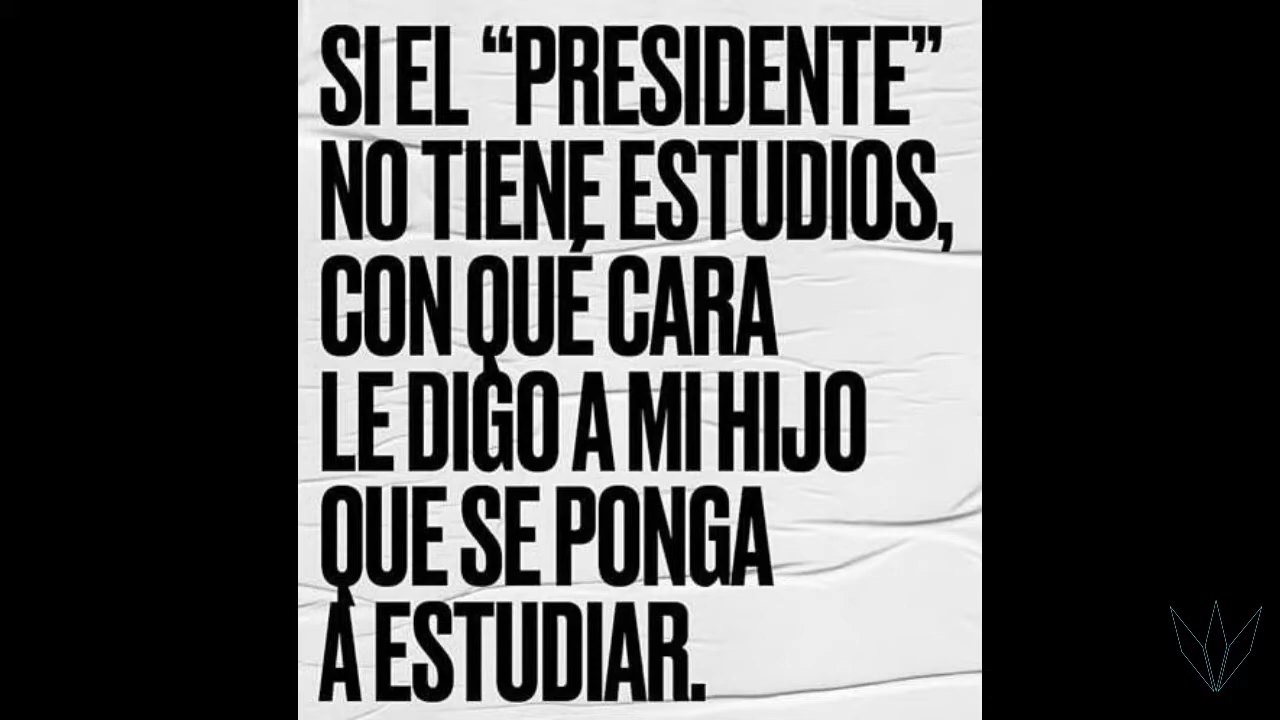 SI EL “PRESIDENTE”
NO TIENE ESTUDIOS,
CON QUÉ CARA
LE DIGO A MI HIJO
QUE SE PONGA
A ESTUDIAR.